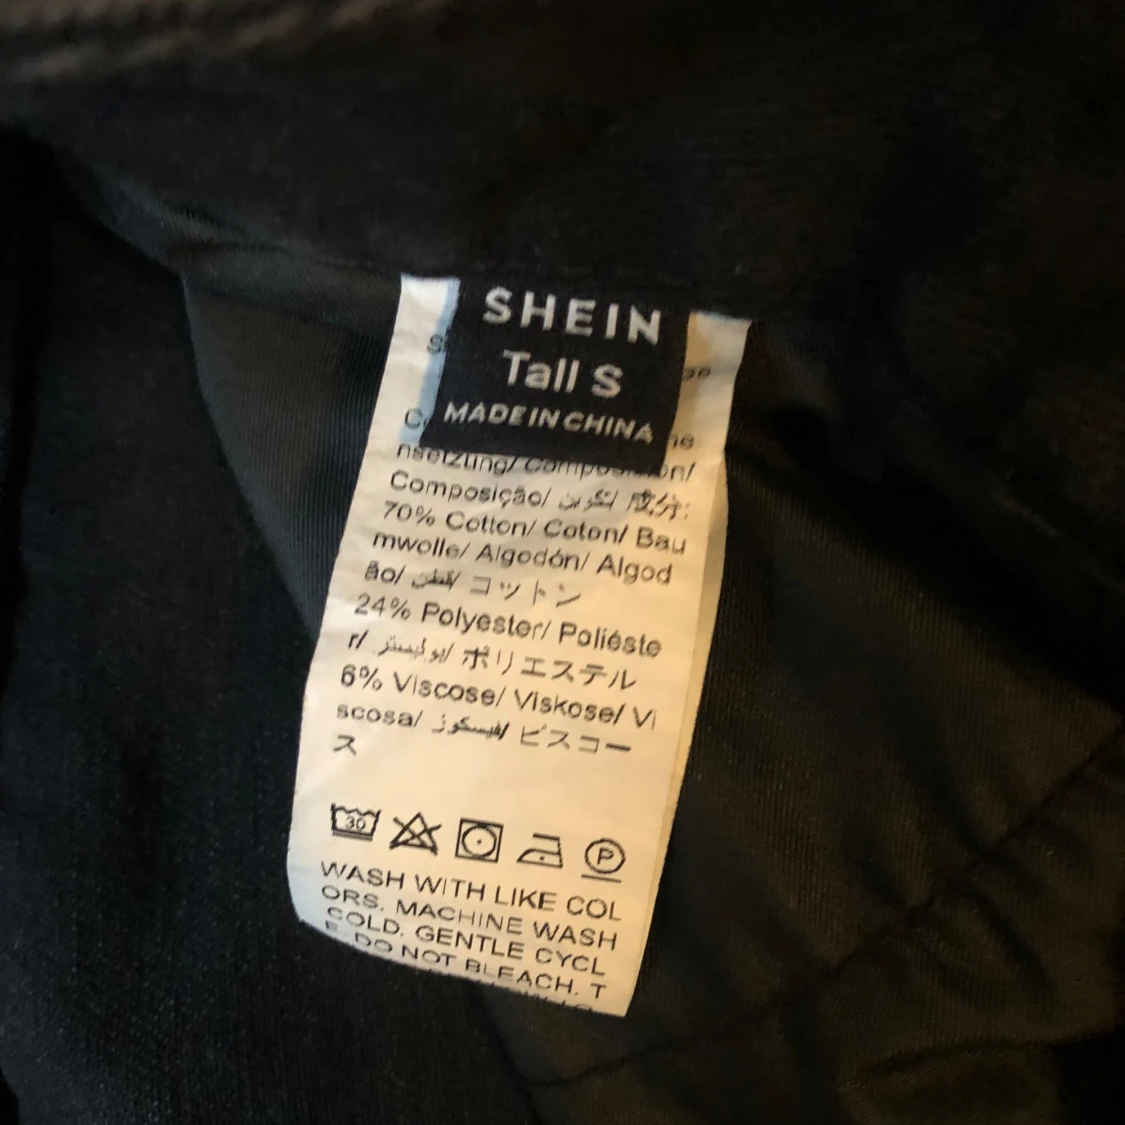 SHEIN
Tall S
MADE IN CHINA
nsetzung/ Composition/
Composição/ تكوين/ 成分:
70% Cotton/ Coton/ Bau
mwolle/ Algodón/ Algod
ão/ قطن/ コットン
24% Polyester/ Poliéste
r/ بوليستر/ ポリエステル
6% Viscose/ Viskose/ Vi
scosa/ فيسكوز/ ビスコー
ス
30
P
WASH WITH LIKE COL
ORS. MACHINE WASH
COLD. GENTLE CYCL
E. DO NOT BLEACH. T